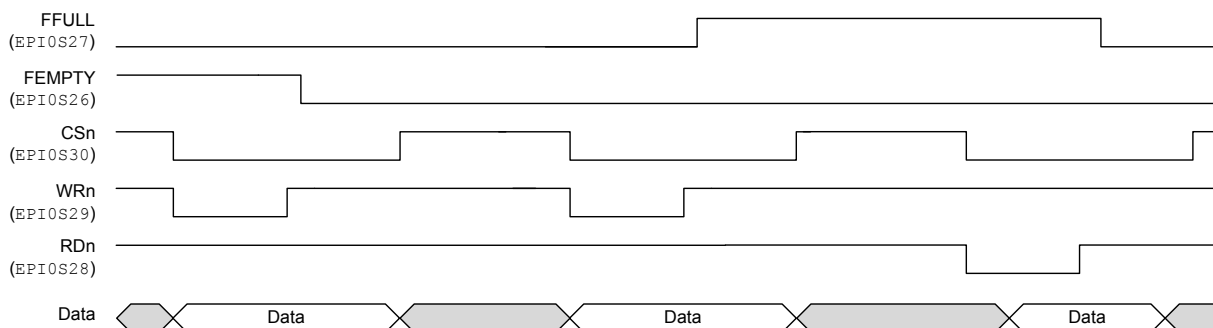 FFULL
(EPI0S27)
FEMPTY
(EPI0S26)
CSn
(EPI0S30)
WRn
(EPI0S29)
RDn
(EPI0S28)
Data Data Data Data